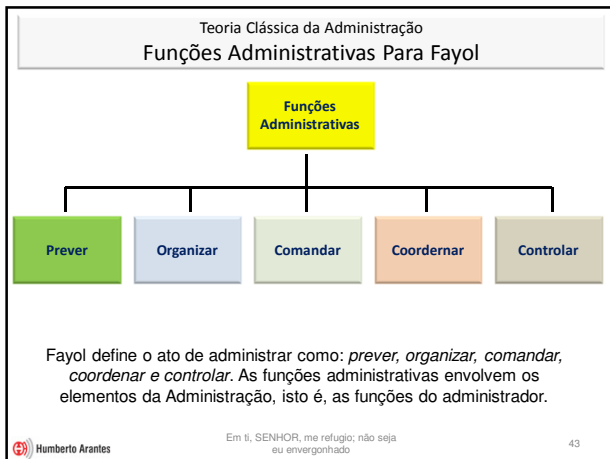 Teoria Clássica da Administração
Funções Administrativas Para Fayol
Funções
Administrativas
Prever
Organizar
Comandar
Coordernar
Controlar
Fayol define o ato de administrar como: prever, organizar, comandar,
coordenar e controlar. As funções administrativas envolvem os
elementos da Administração, isto é, as funções do administrador.
Humberto Arantes
Em ti, SENHOR, me refugio; não seja
eu envergonhado
43